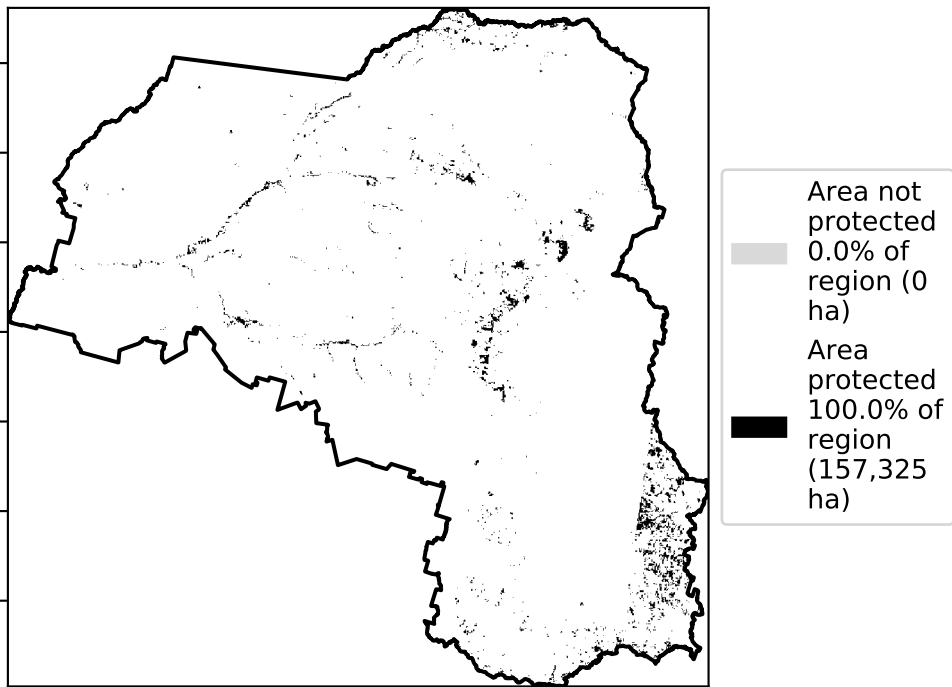 Area not
protected
0.0% of
region (0
ha)
Area
protected
100.0% of
region
(157,325
ha)